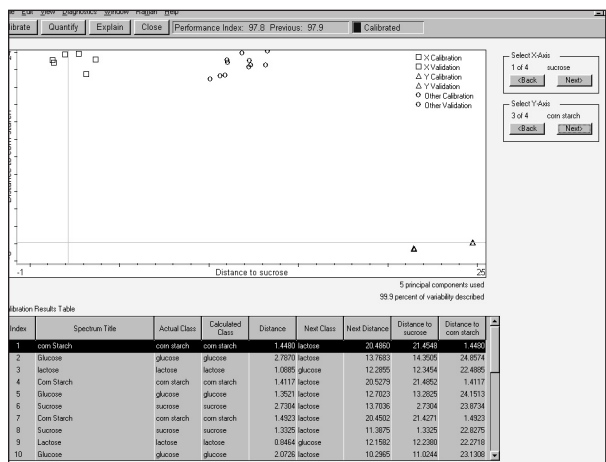 Edit View Diagnostics Window Raman Help
librate Quantify Explain Close Performance Index: 97.8 Previous: 97.9 Calibrated
X Calibration
X Validation
Y Calibration
Y Validation
Other Calibration
Other Validation
Select X-Axis
1 of 4 sucrose
<Back Next>
Select Y-Axis
3 of 4 corn starch
<Back Next>
Distance to corn starch
-1 Distance to sucrose 25
5 principal components used
99.9 percent of variability described
alibration Results Table
Index Spectrum Title Actual Class Calculated Class Distance Next Class Next Distance Distance to sucrose Distance to corn starch
1 corn Starch corn starch corn starch 1.4480 lactose 20.4860 21.4548 1.4480
2 Glucose glucose glucose 2.7870 lactose 13.7683 14.3505 24.8574
3 lactose lactose lactose 1.0885 glucose 12.2855 12.3454 22.4885
4 Corn Starch corn starch corn starch 1.4117 lactose 20.5279 21.4852 1.4117
5 Glucose glucose glucose 1.3521 lactose 12.7023 13.2825 24.1513
6 Sucrose sucrose sucrose 2.7304 lactose 13.7036 2.7304 23.8734
7 Corn Starch corn starch corn starch 1.4923 lactose 20.4502 21.4271 1.4923
8 Sucrose sucrose sucrose 1.3325 lactose 11.3875 1.3325 22.8275
9 Lactose lactose lactose 0.8464 glucose 12.1582 12.2380 22.2718
10 Glucose glucose glucose 2.0726 lactose 10.2965 11.0244 23.1308